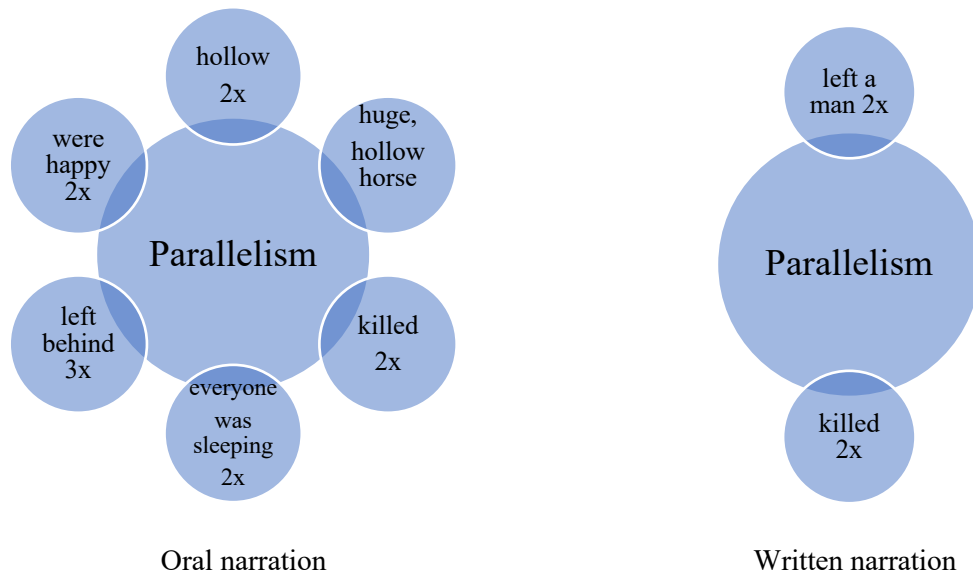 hollow
2x
huge,
hollow
horse
killed
2x
everyone
was
sleeping
2x
left
behind
3x
were
happy
2x
Parallelism
Oral narration
left a
man 2x
Parallelism
killed
2x
Written narration